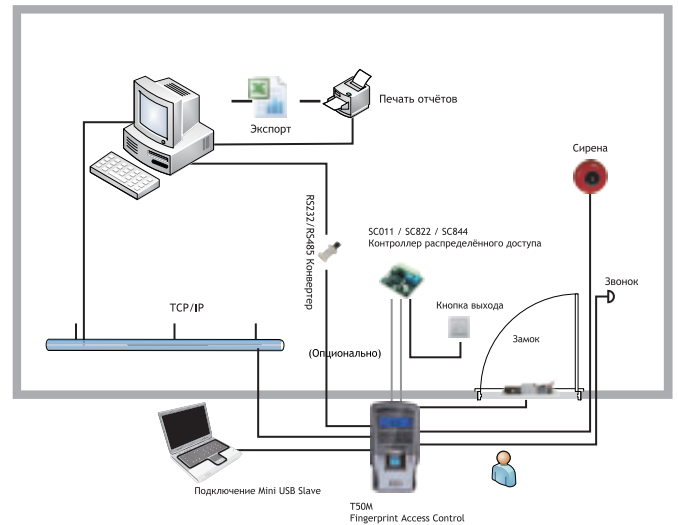 Печать отчётов
Экспорт
Сирена
RS232/RS485 Конвертер
SC011 / SC822 / SC844
Контроллер распределённого доступа
Звонок
TCP/IP
Кнопка выхода
Замок
(Опционально)
Подключение Mini USB Slave
T50M
Fingerprint Access Control